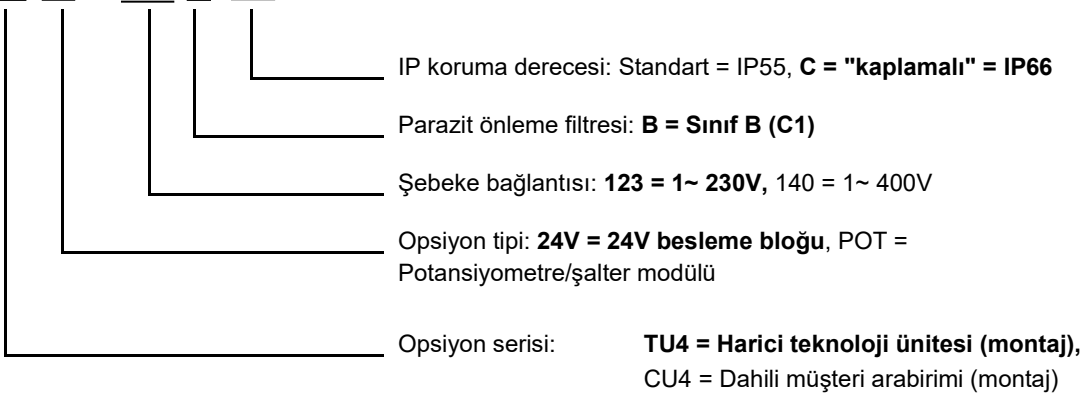 IP koruma derecesi: Standart = IP55, C = "kaplamalı" = IP66
Parazit önleme filtresi: B = Sınıf B (C1)
Şebeke bağlantısı: 123 = 1~ 230V, 140 = 1~ 400V
Opsiyon tipi: 24V = 24V besleme bloğu, POT =
Potansiyometre/şalter modülü
Opsiyon serisi: TU4 = Harici teknoloji ünitesi (montaj),
CU4 = Dahili müşteri arabirimi (montaj)